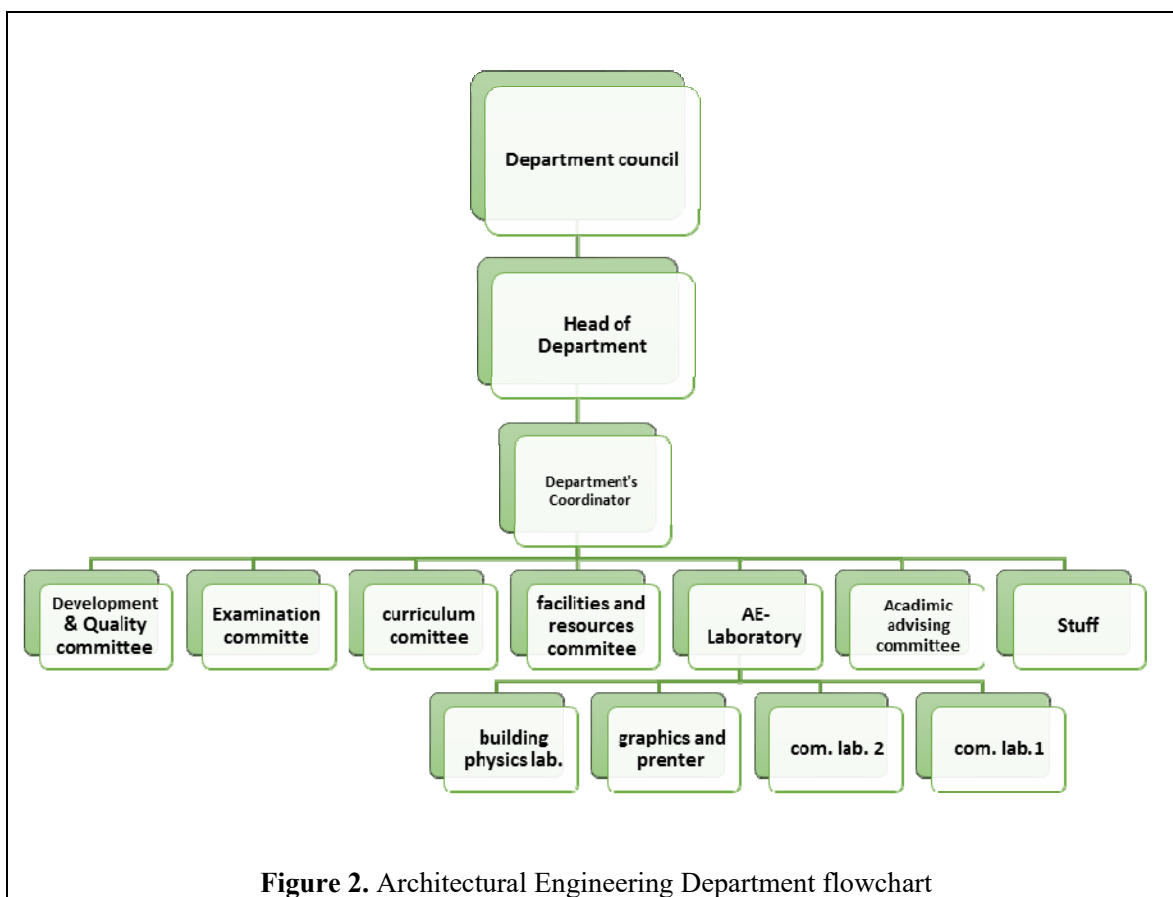 Department council
Head of
Department
Department's
Coordinator
Development
& Quality
committee
Examination
committe
curriculum
comittee
facilities and
resources
commitee
AE-
Laboratory
Acadimic
advising
committee
Stuff
building
physics lab.
graphics and
prenter
com. lab. 2
com. lab.1
Figure 2. Architectural Engineering Department flowchart